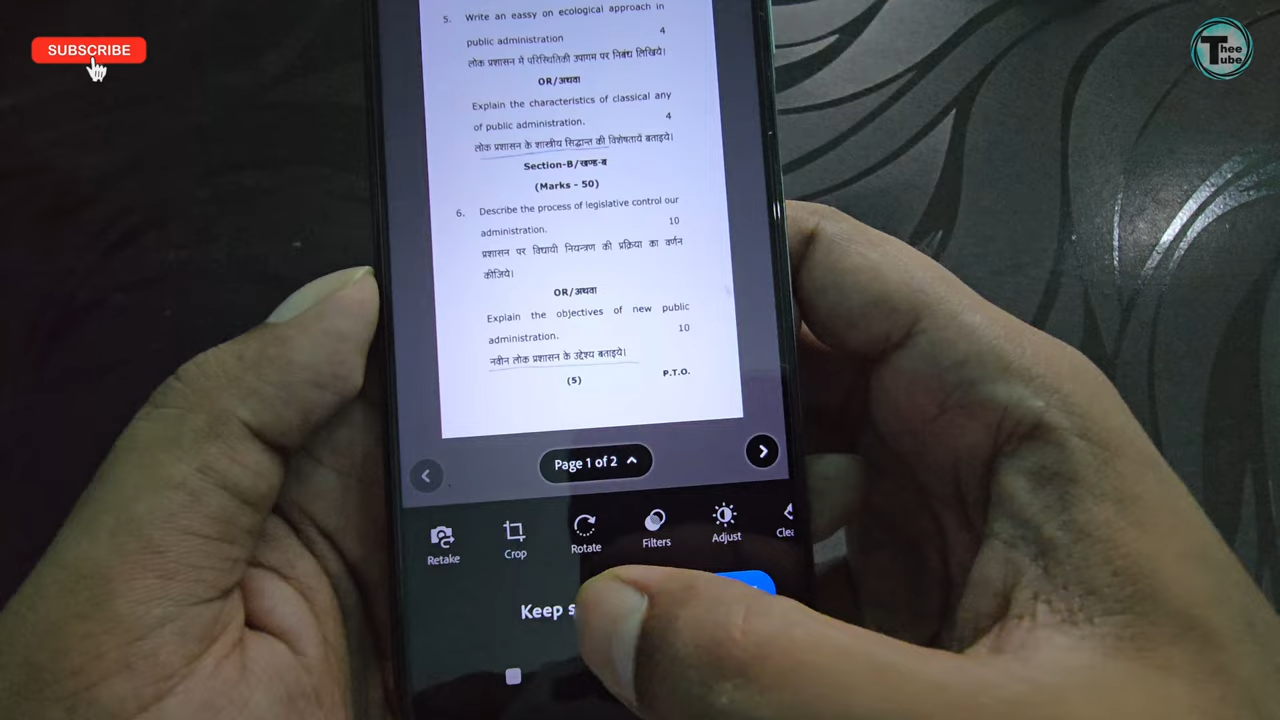 SUBSCRIBE
Thee
Tube
5. Write an eassy on ecological approach in
public administration 4
लोक प्रशासन में परिस्थितिकी उपागम पर निबंध लिखिये।
OR/अथवा
Explain the characteristics of classical any
of public administration. 4
लोक प्रशासन के शास्त्रीय सिद्धान्त की विशेषतायें बताइये।
Section-B/खण्ड-ब
(Marks - 50)
6. Describe the process of legislative control our
administration. 10
प्रशासन पर विधायी नियन्त्रण की प्रक्रिया का वर्णन
कीजिये।
OR/अथवा
Explain the objectives of new public
administration. 10
नवीन लोक प्रशासन के उद्देश्य बताइये।
(5) P.T.O.
Page 1 of 2
Retake Crop Rotate Filters Adjust
Keep